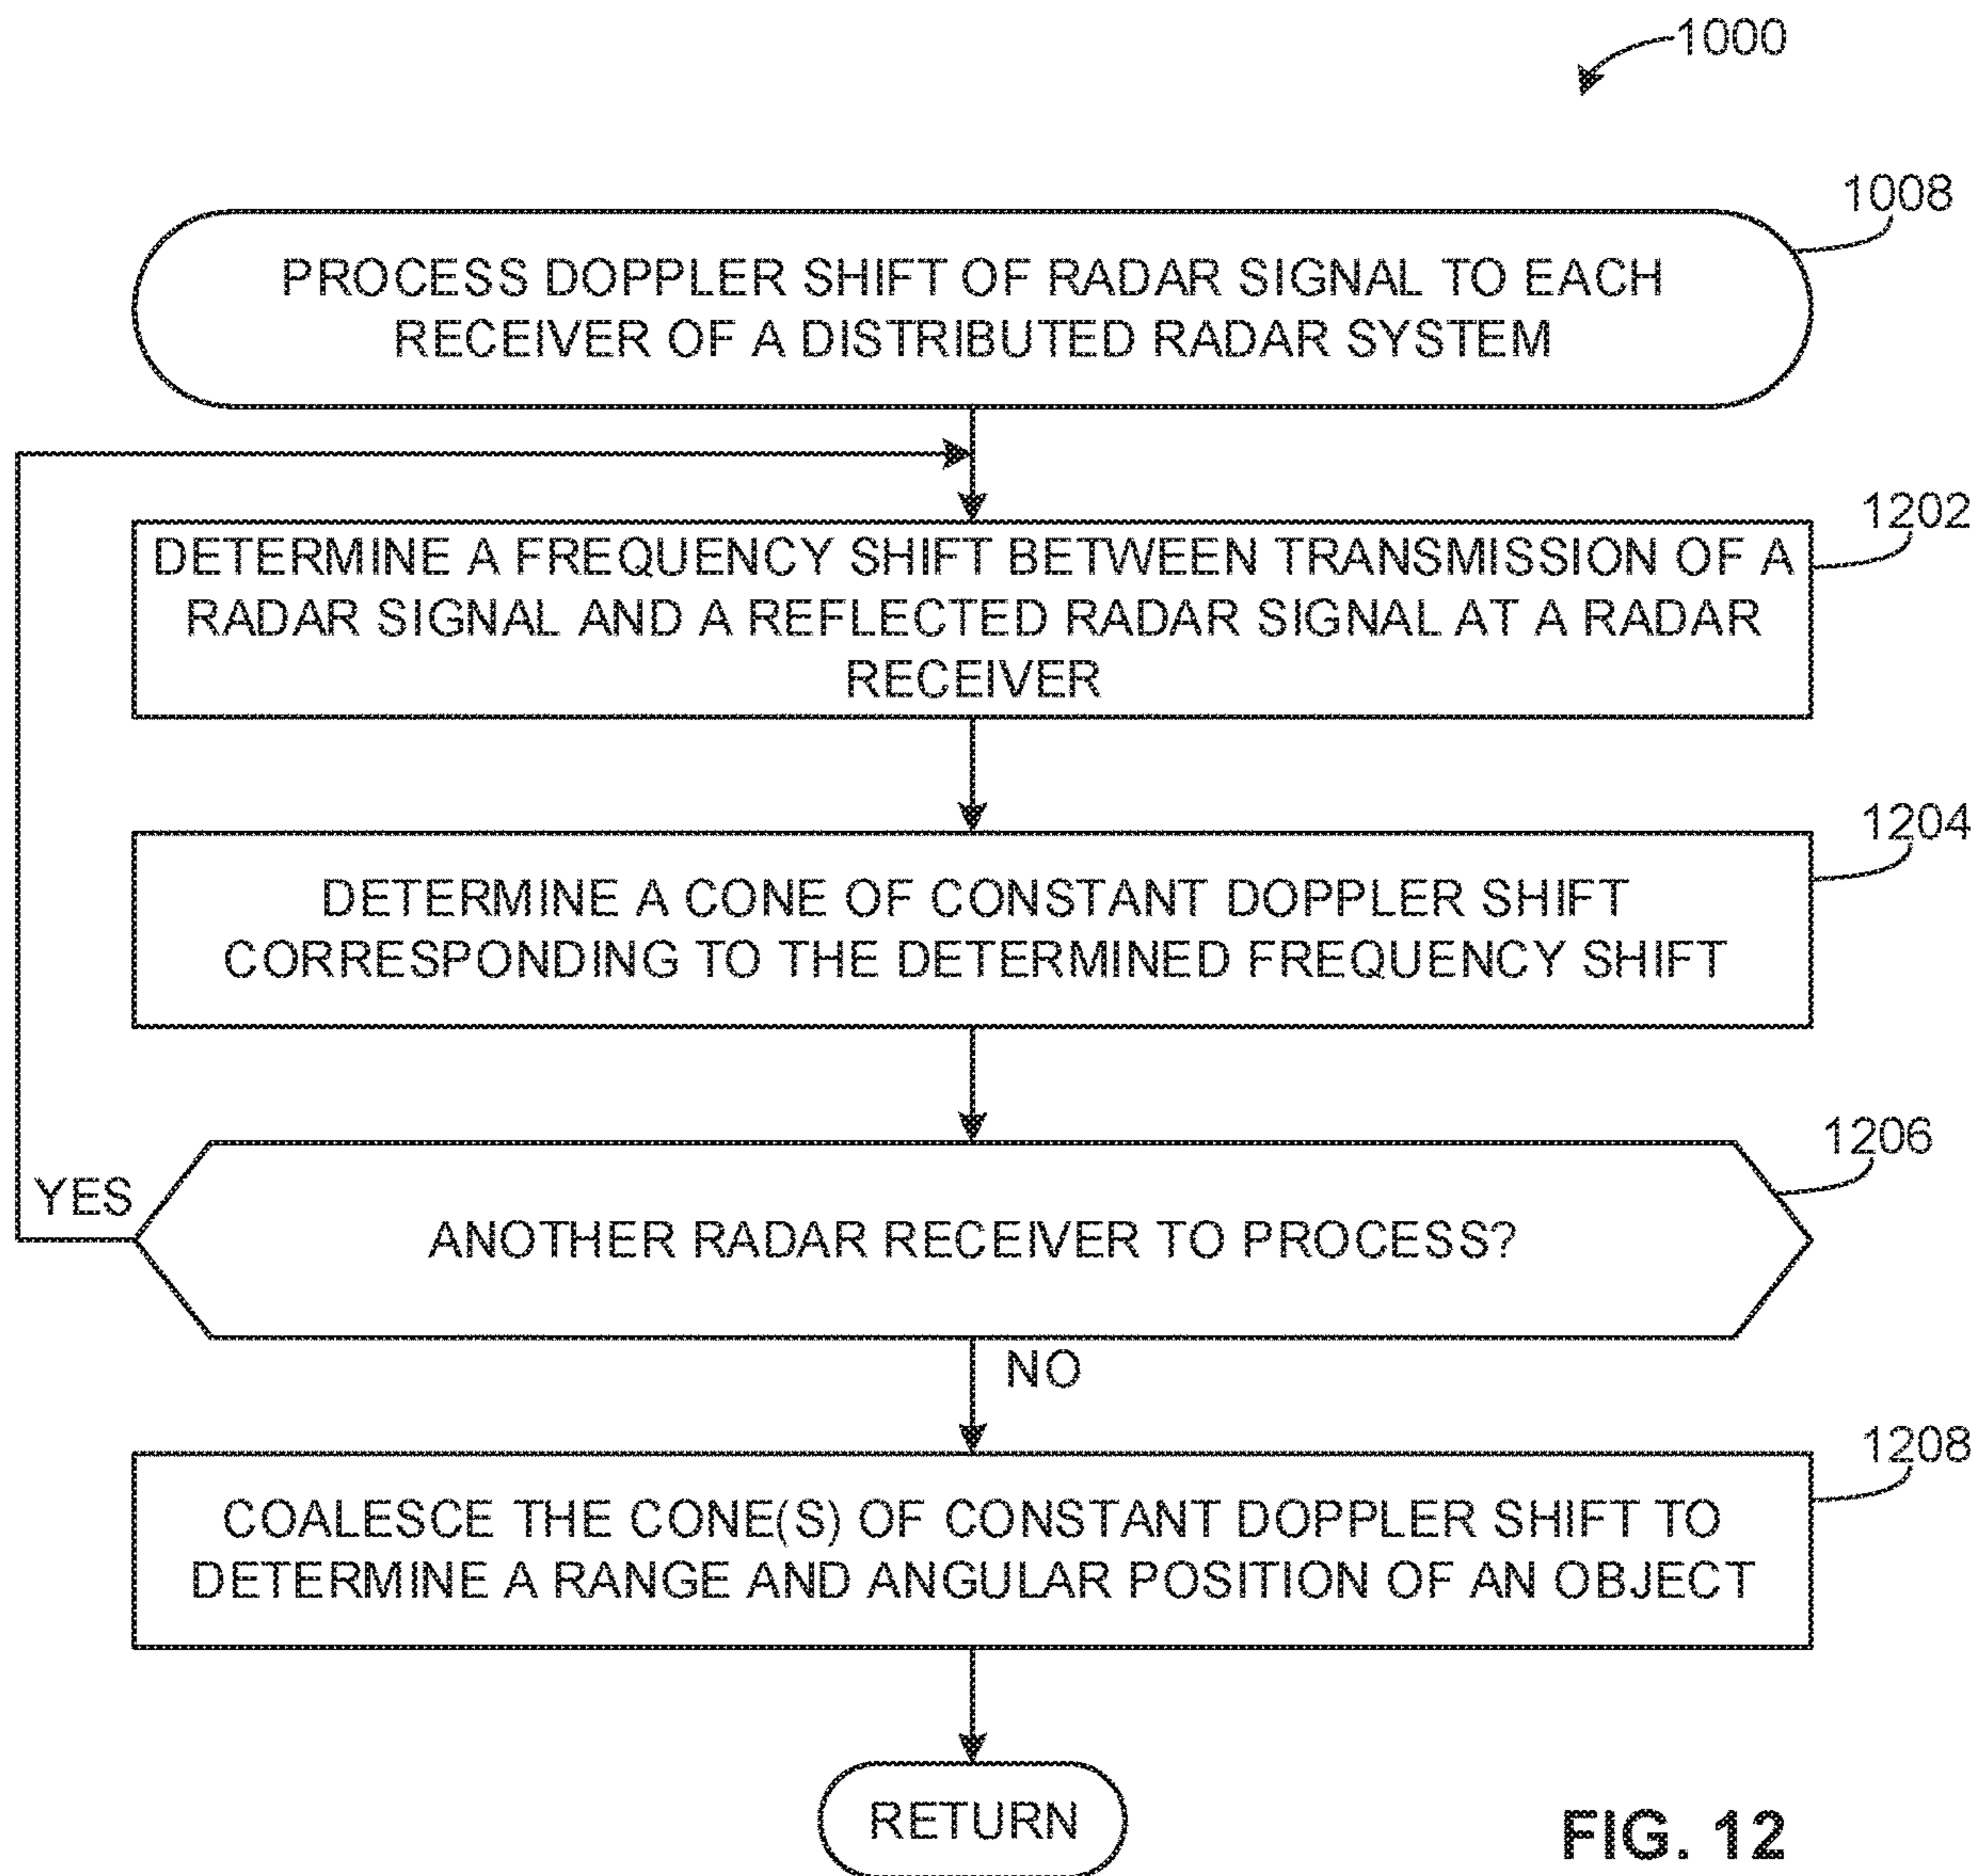 1000
1008
PROCESS DOPPLER SHIFT OF RADAR SIGNAL TO EACH
RECEIVER OF A DISTRIBUTED RADAR SYSTEM
1202
DETERMINE A FREQUENCY SHIFT BETWEEN TRANSMISSION OF A
RADAR SIGNAL AND A REFLECTED RADAR SIGNAL AT A RADAR
RECEIVER
1204
DETERMINE A CONE OF CONSTANT DOPPLER SHIFT
CORRESPONDING TO THE DETERMINED FREQUENCY SHIFT
1206
YES
ANOTHER RADAR RECEIVER TO PROCESS?
NO
1208
COALESCE THE CONE(S) OF CONSTANT DOPPLER SHIFT TO
DETERMINE A RANGE AND ANGULAR POSITION OF AN OBJECT
RETURN
FIG. 12